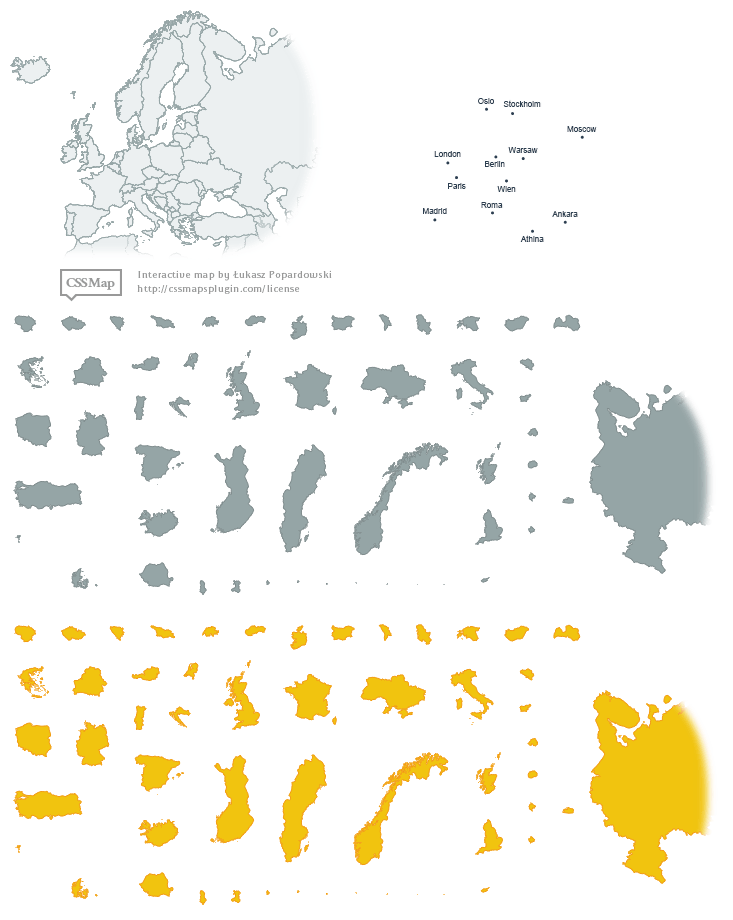 Oslo
Stockholm
Moscow
London
Warsaw
Berlin
Paris
Wien
Roma
Madrid
Ankara
Athina
CSSMap
Interactive map by Łukasz Popardowski
http://cssmapsplugin.com/license